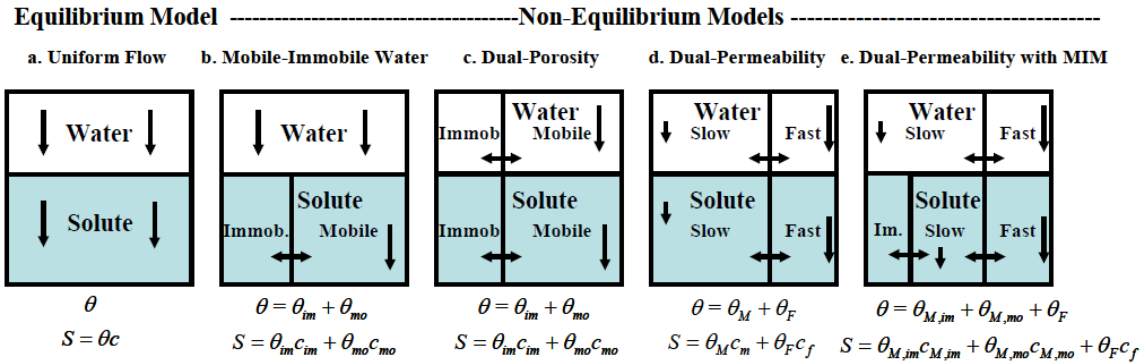 Equilibrium Model ----------------------------Non-Equilibrium Models ------------------------------
a. Uniform Flow
b. Mobile-Immobile Water
c. Dual-Porosity
d. Dual-Permeability
e. Dual-Permeability with MIM
Water
Solute
θ
S = θc
Water
Solute
Immob.
Mobile
θ = θ_im + θ_mo
S = θ_im c_im + θ_mo c_mo
Water
Immob.
Mobile
Solute
Immob.
Mobile
θ = θ_im + θ_mo
S = θ_im c_im + θ_mo c_mo
Water
Slow
Fast
Solute
Slow
Fast
θ = θ_M + θ_F
S = θ_M c_m + θ_F c_f
Water
Slow
Fast
Solute
Im.
Slow
Fast
θ = θ_M,im + θ_M,mo + θ_F
S = θ_M,im c_M,im + θ_M,mo c_M,mo + θ_F c_f